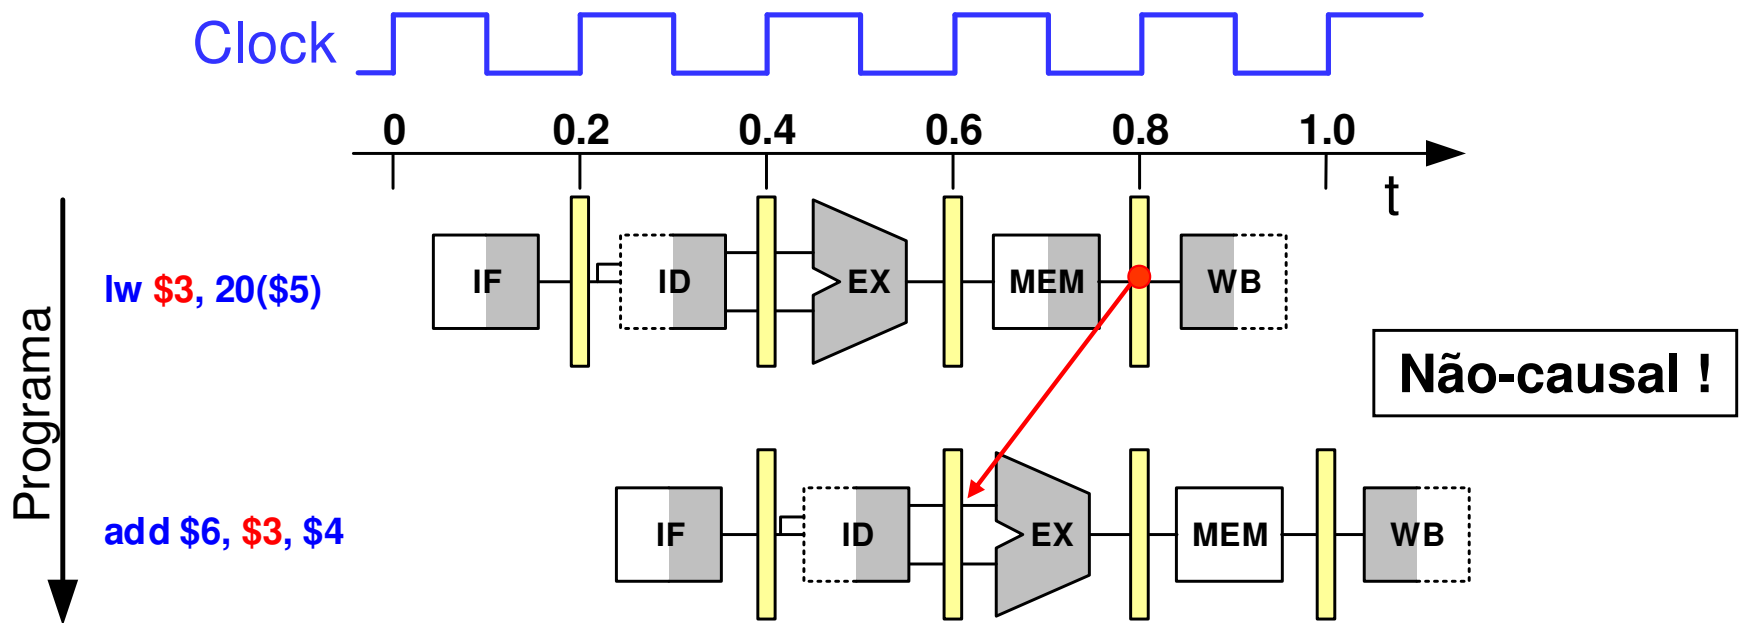 Clock
0 0.2 0.4 0.6 0.8 1.0
t
Programa
lw $3, 20($5)
IF ID EX MEM WB
Não-causal !
add $6, $3, $4
IF ID EX MEM WB